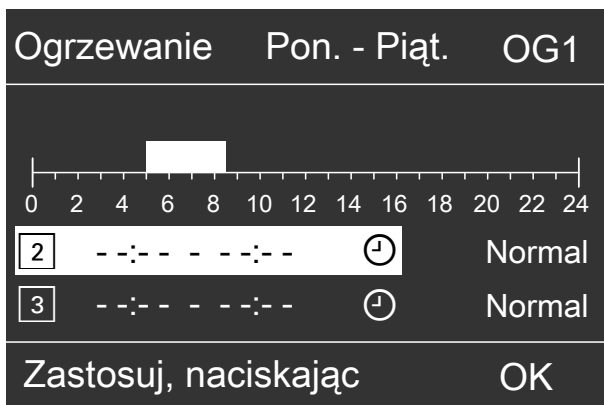 Ogrzewanie Pon. - Piąt. OG1
0 2 4 6 8 10 12 14 16 18 20 22 24
2 - -:- - - - -:- - Normal
3 - -:- - - - -:- - Normal
Zastosuj, naciskając OK